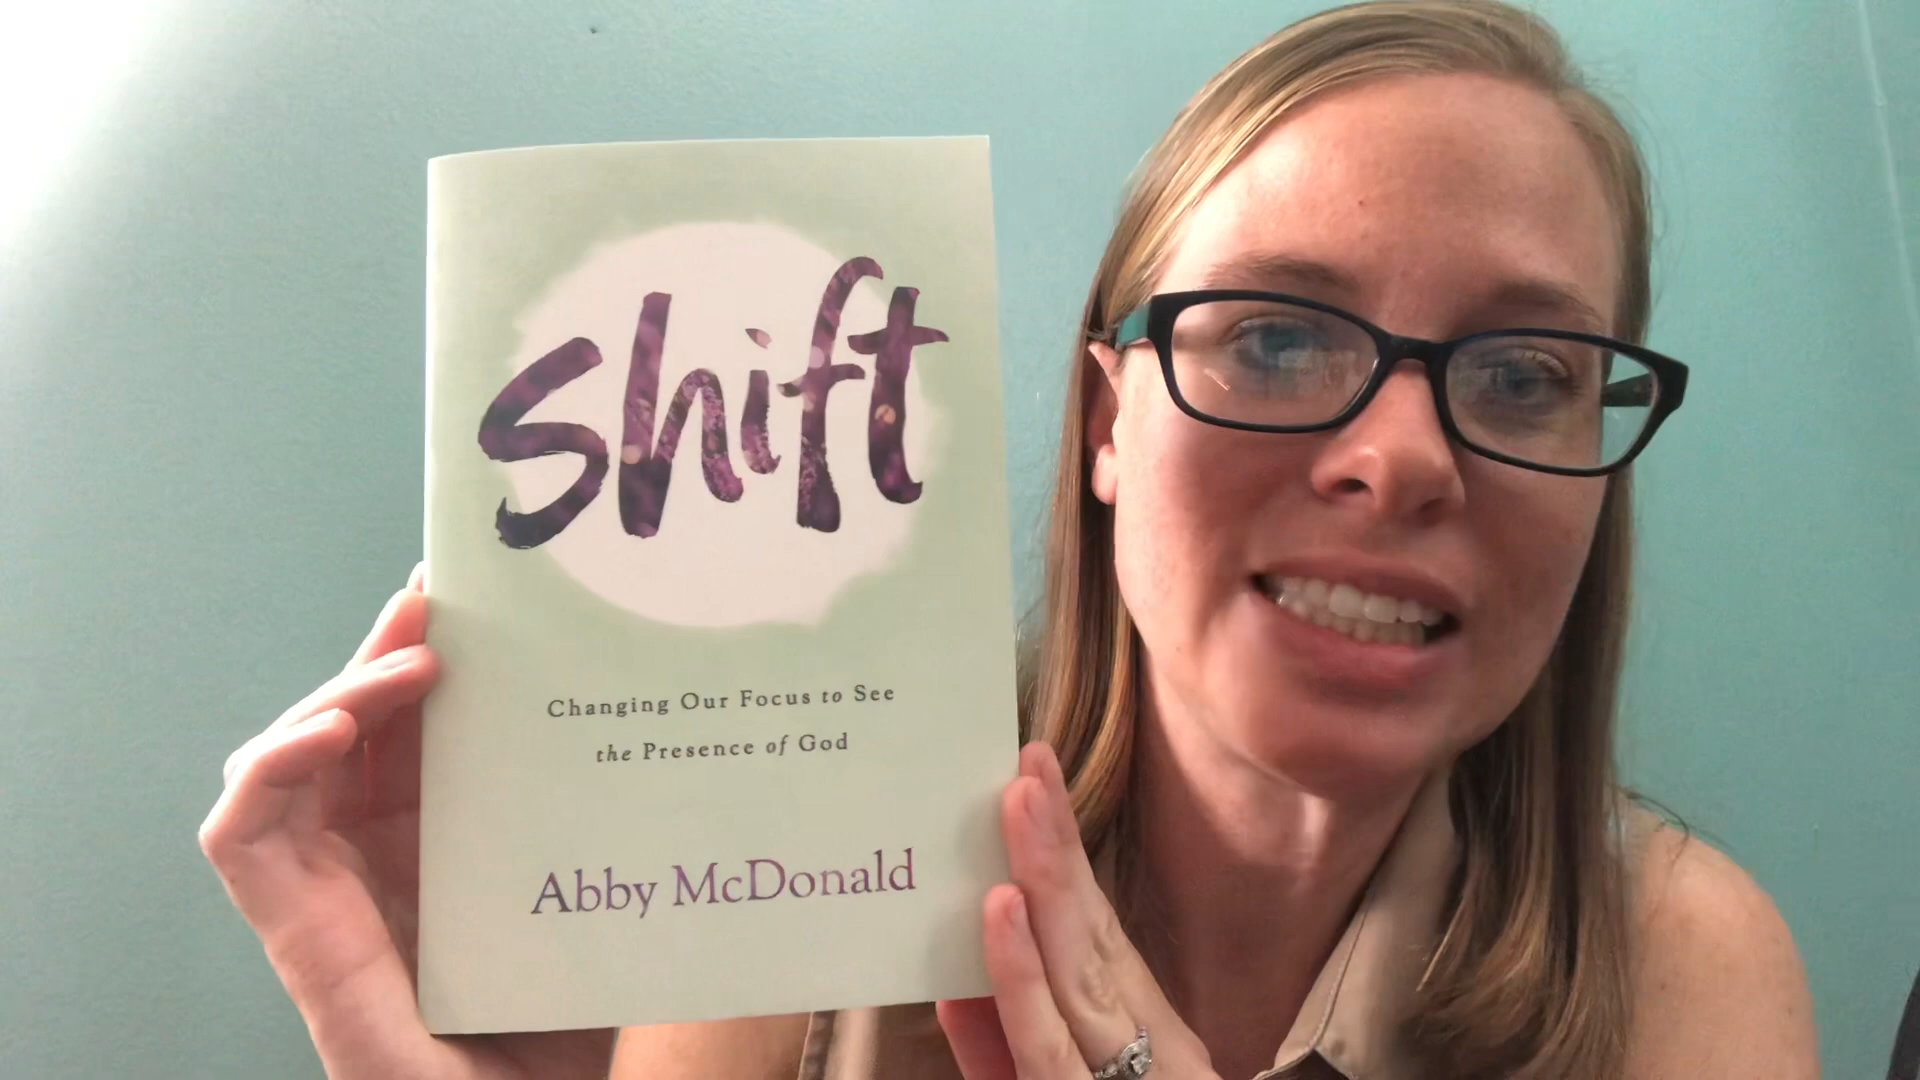 shift
Changing Our Focus to See
the Presence of God
Abby McDonald